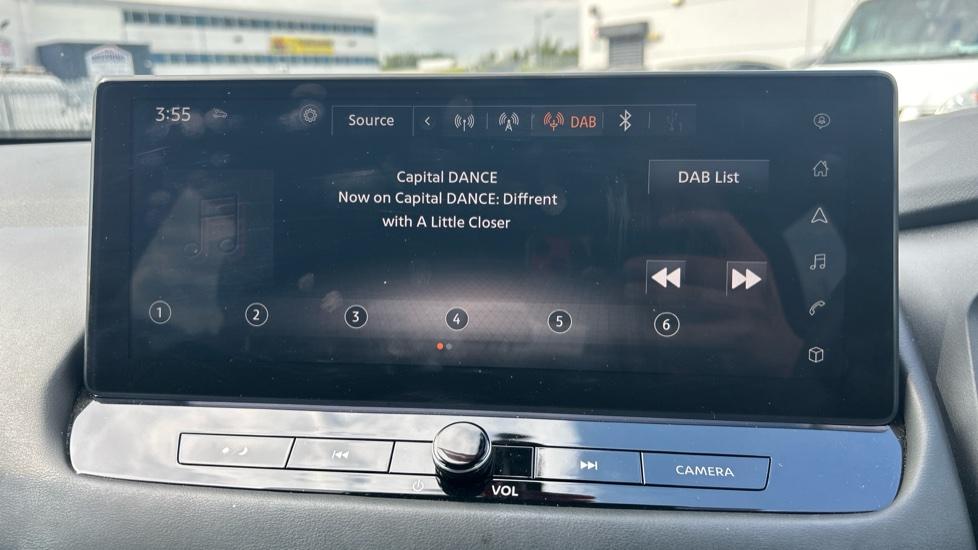 3:55
Source
DAB
Capital DANCE
Now on Capital DANCE: Diffrent
with A Little Closer
DAB List
1
2
3
4
5
6
VOL
CAMERA